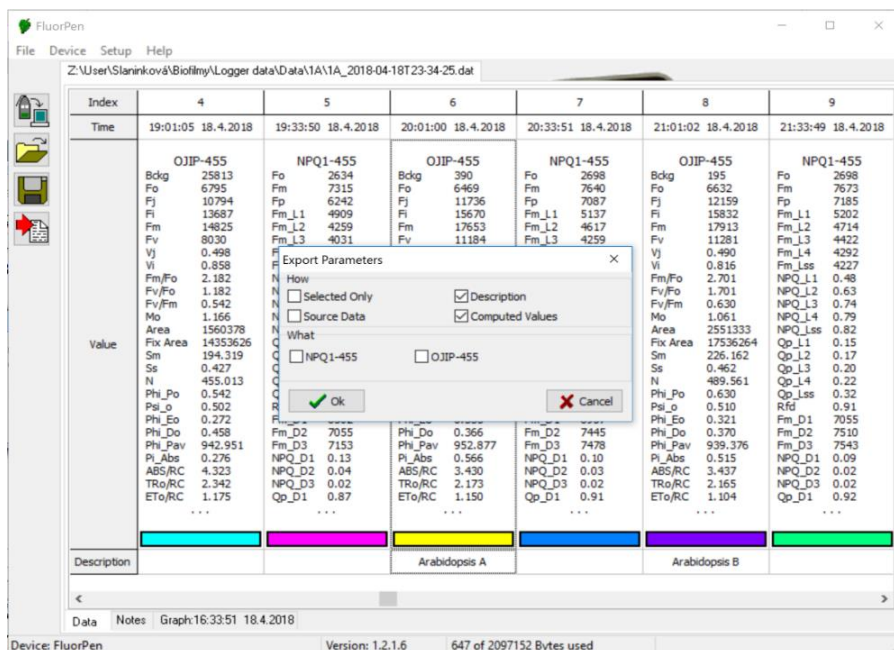 FluorPen
File Device Setup Help
Z:\User\Slaninková\Biofilmy\Logger data\Data\1A\1A_2018-04-18T23-34-25.dat
Index 4 5 6 7 8 9
Time 19:01:05 18.4.2018 19:33:50 18.4.2018 20:01:00 18.4.2018 20:33:51 18.4.2018 21:01:02 18.4.2018 21:33:49 18.4.2018
OJIP-455 NPQ1-455 OJIP-455 NPQ1-455 OJIP-455 NPQ1-455
Bckg 25813 Fo 2634 Bckg 390 Fo 2698 Bckg 195 Fo 2698
Fo 6795 Fm 7315 Fo 6469 Fm 7640 Fo 6632 Fm 7673
Fj 10794 Fp 6242 Fj 11736 Fp 7087 Fj 12159 Fp 7185
Fi 13687 Fm_L1 4909 Fi 15670 Fm_L1 5137 Fi 15832 Fm_L1 5202
Fm 14825 Fm_L2 4259 Fm 17653 Fm_L2 4617 Fm 17913 Fm_L2 4714
Fv 8030 Fm_L3 4031 Fv 11184 Fm_L3 4259 Fv 11281 Fm_L3 4422
Vj 0.498 Vj 0.490 Fm_L4 4292
Vi 0.858 Vi 0.816 Fm_Lss 4227
Fm/Fo 2.182 Fm/Fo 2.701 NPQ_L1 0.48
Fv/Fo 1.182 Fv/Fo 1.701 NPQ_L2 0.63
Fv/Fm 0.542 Fv/Fm 0.630 NPQ_L3 0.74
Mo 1.166 Mo 1.061 NPQ_L4 0.79
Area 1560378 Area 2551333 NPQ_Lss 0.82
Value Fix Area 14353626 Fix Area 17536264 Qp_L1 0.15
Sm 194.319 Sm 226.162 Qp_L2 0.17
Ss 0.427 Ss 0.462 Qp_L3 0.20
N 455.013 N 489.561 Qp_L4 0.22
Phi_Po 0.542 Phi_Po 0.630 Qp_Lss 0.32
Psi_o 0.502 Psi_o 0.510 Rfd 0.91
Phi_Eo 0.272 Phi_Eo 0.321 Fm_D1 7055
Phi_Do 0.458 Fm_D2 7055 Phi_Do 0.366 Fm_D2 7445 Phi_Do 0.370 Fm_D2 7510
Phi_Pav 942.951 Fm_D3 7153 Phi_Pav 952.877 Fm_D3 7478 Phi_Pav 939.376 Fm_D3 7543
Pi_Abs 0.276 NPQ_D1 0.13 Pi_Abs 0.566 NPQ_D1 0.10 Pi_Abs 0.515 NPQ_D1 0.09
ABS/RC 4.323 NPQ_D2 0.04 ABS/RC 3.430 NPQ_D2 0.03 ABS/RC 3.437 NPQ_D2 0.02
TRo/RC 2.342 NPQ_D3 0.02 TRo/RC 2.173 NPQ_D3 0.02 TRo/RC 2.165 NPQ_D3 0.02
ETo/RC 1.175 Qp_D1 0.87 ETo/RC 1.150 Qp_D1 0.91 ETo/RC 1.104 Qp_D1 0.92
... ... ... ... ... ...
Export Parameters
How
Selected Only Description
Source Data Computed Values
What
NPQ1-455 OJIP-455
Ok Cancel
Description Arabidopsis A Arabidopsis B
Data Notes Graph:16:33:51 18.4.2018
Device: FluorPen Version: 1.2.1.6 647 of 2097152 Bytes used